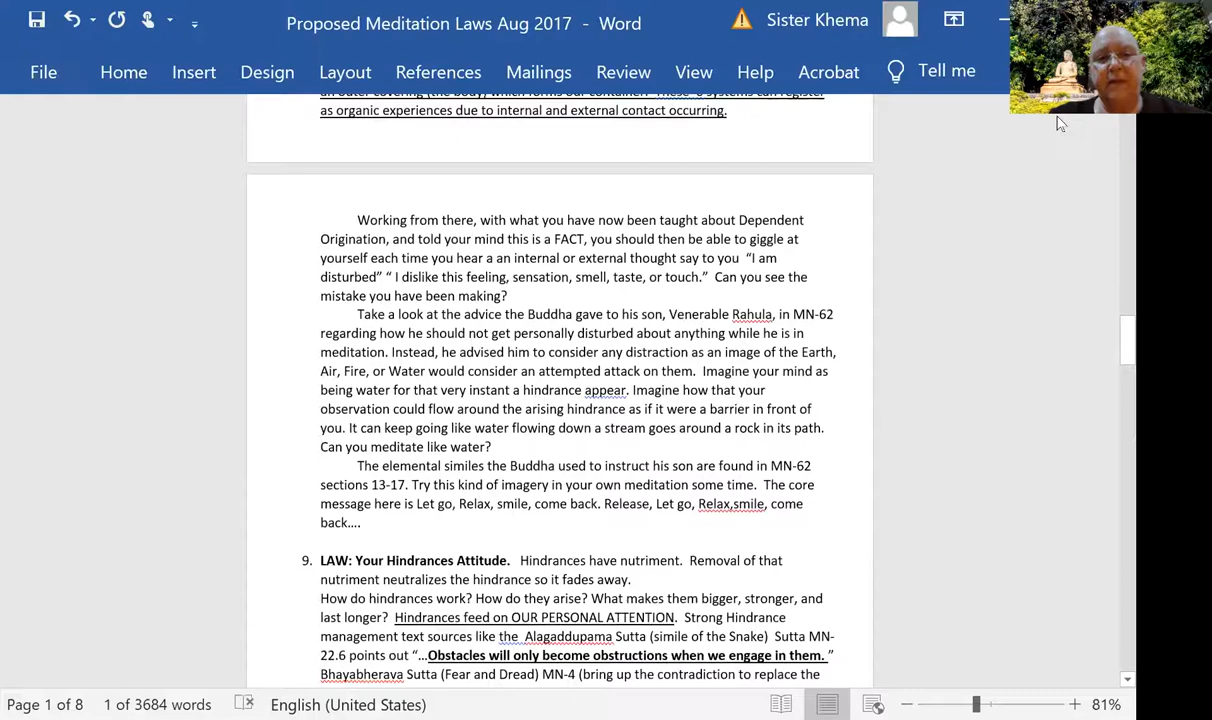 Proposed Meditation Laws Aug 2017 - Word
Sister Khema
File Home Insert Design Layout References Mailings Review View Help Acrobat Tell me
an outer covering (the body) which forms our container. These 6 systems can register
as organic experiences due to internal and external contact occurring.
Working from there, with what you have now been taught about Dependent
Origination, and told your mind this is a FACT, you should then be able to giggle at
yourself each time you hear a an internal or external thought say to you “I am
disturbed” “ I dislike this feeling, sensation, smell, taste, or touch.” Can you see the
mistake you have been making?
Take a look at the advice the Buddha gave to his son, Venerable Rahula, in MN-62
regarding how he should not get personally disturbed about anything while he is in
meditation. Instead, he advised him to consider any distraction as an image of the Earth,
Air, Fire, or Water would consider an attempted attack on them. Imagine your mind as
being water for that very instant a hindrance appear. Imagine how that your
observation could flow around the arising hindrance as if it were a barrier in front of
you. It can keep going like water flowing down a stream goes around a rock in its path.
Can you meditate like water?
The elemental similes the Buddha used to instruct his son are found in MN-62
sections 13-17. Try this kind of imagery in your own meditation some time. The core
message here is Let go, Relax, smile, come back. Release, Let go, Relax,smile, come
back….
9. LAW: Your Hindrances Attitude. Hindrances have nutriment. Removal of that
nutriment neutralizes the hindrance so it fades away.
How do hindrances work? How do they arise? What makes them bigger, stronger, and
last longer? Hindrances feed on OUR PERSONAL ATTENTION. Strong Hindrance
management text sources like the Alagaddupama Sutta (simile of the Snake) Sutta MN-
22.6 points out “…Obstacles will only become obstructions when we engage in them. ”
Bhayabherava Sutta (Fear and Dread) MN-4 (bring up the contradiction to replace the
Page 1 of 8 1 of 3684 words English (United States) 81%